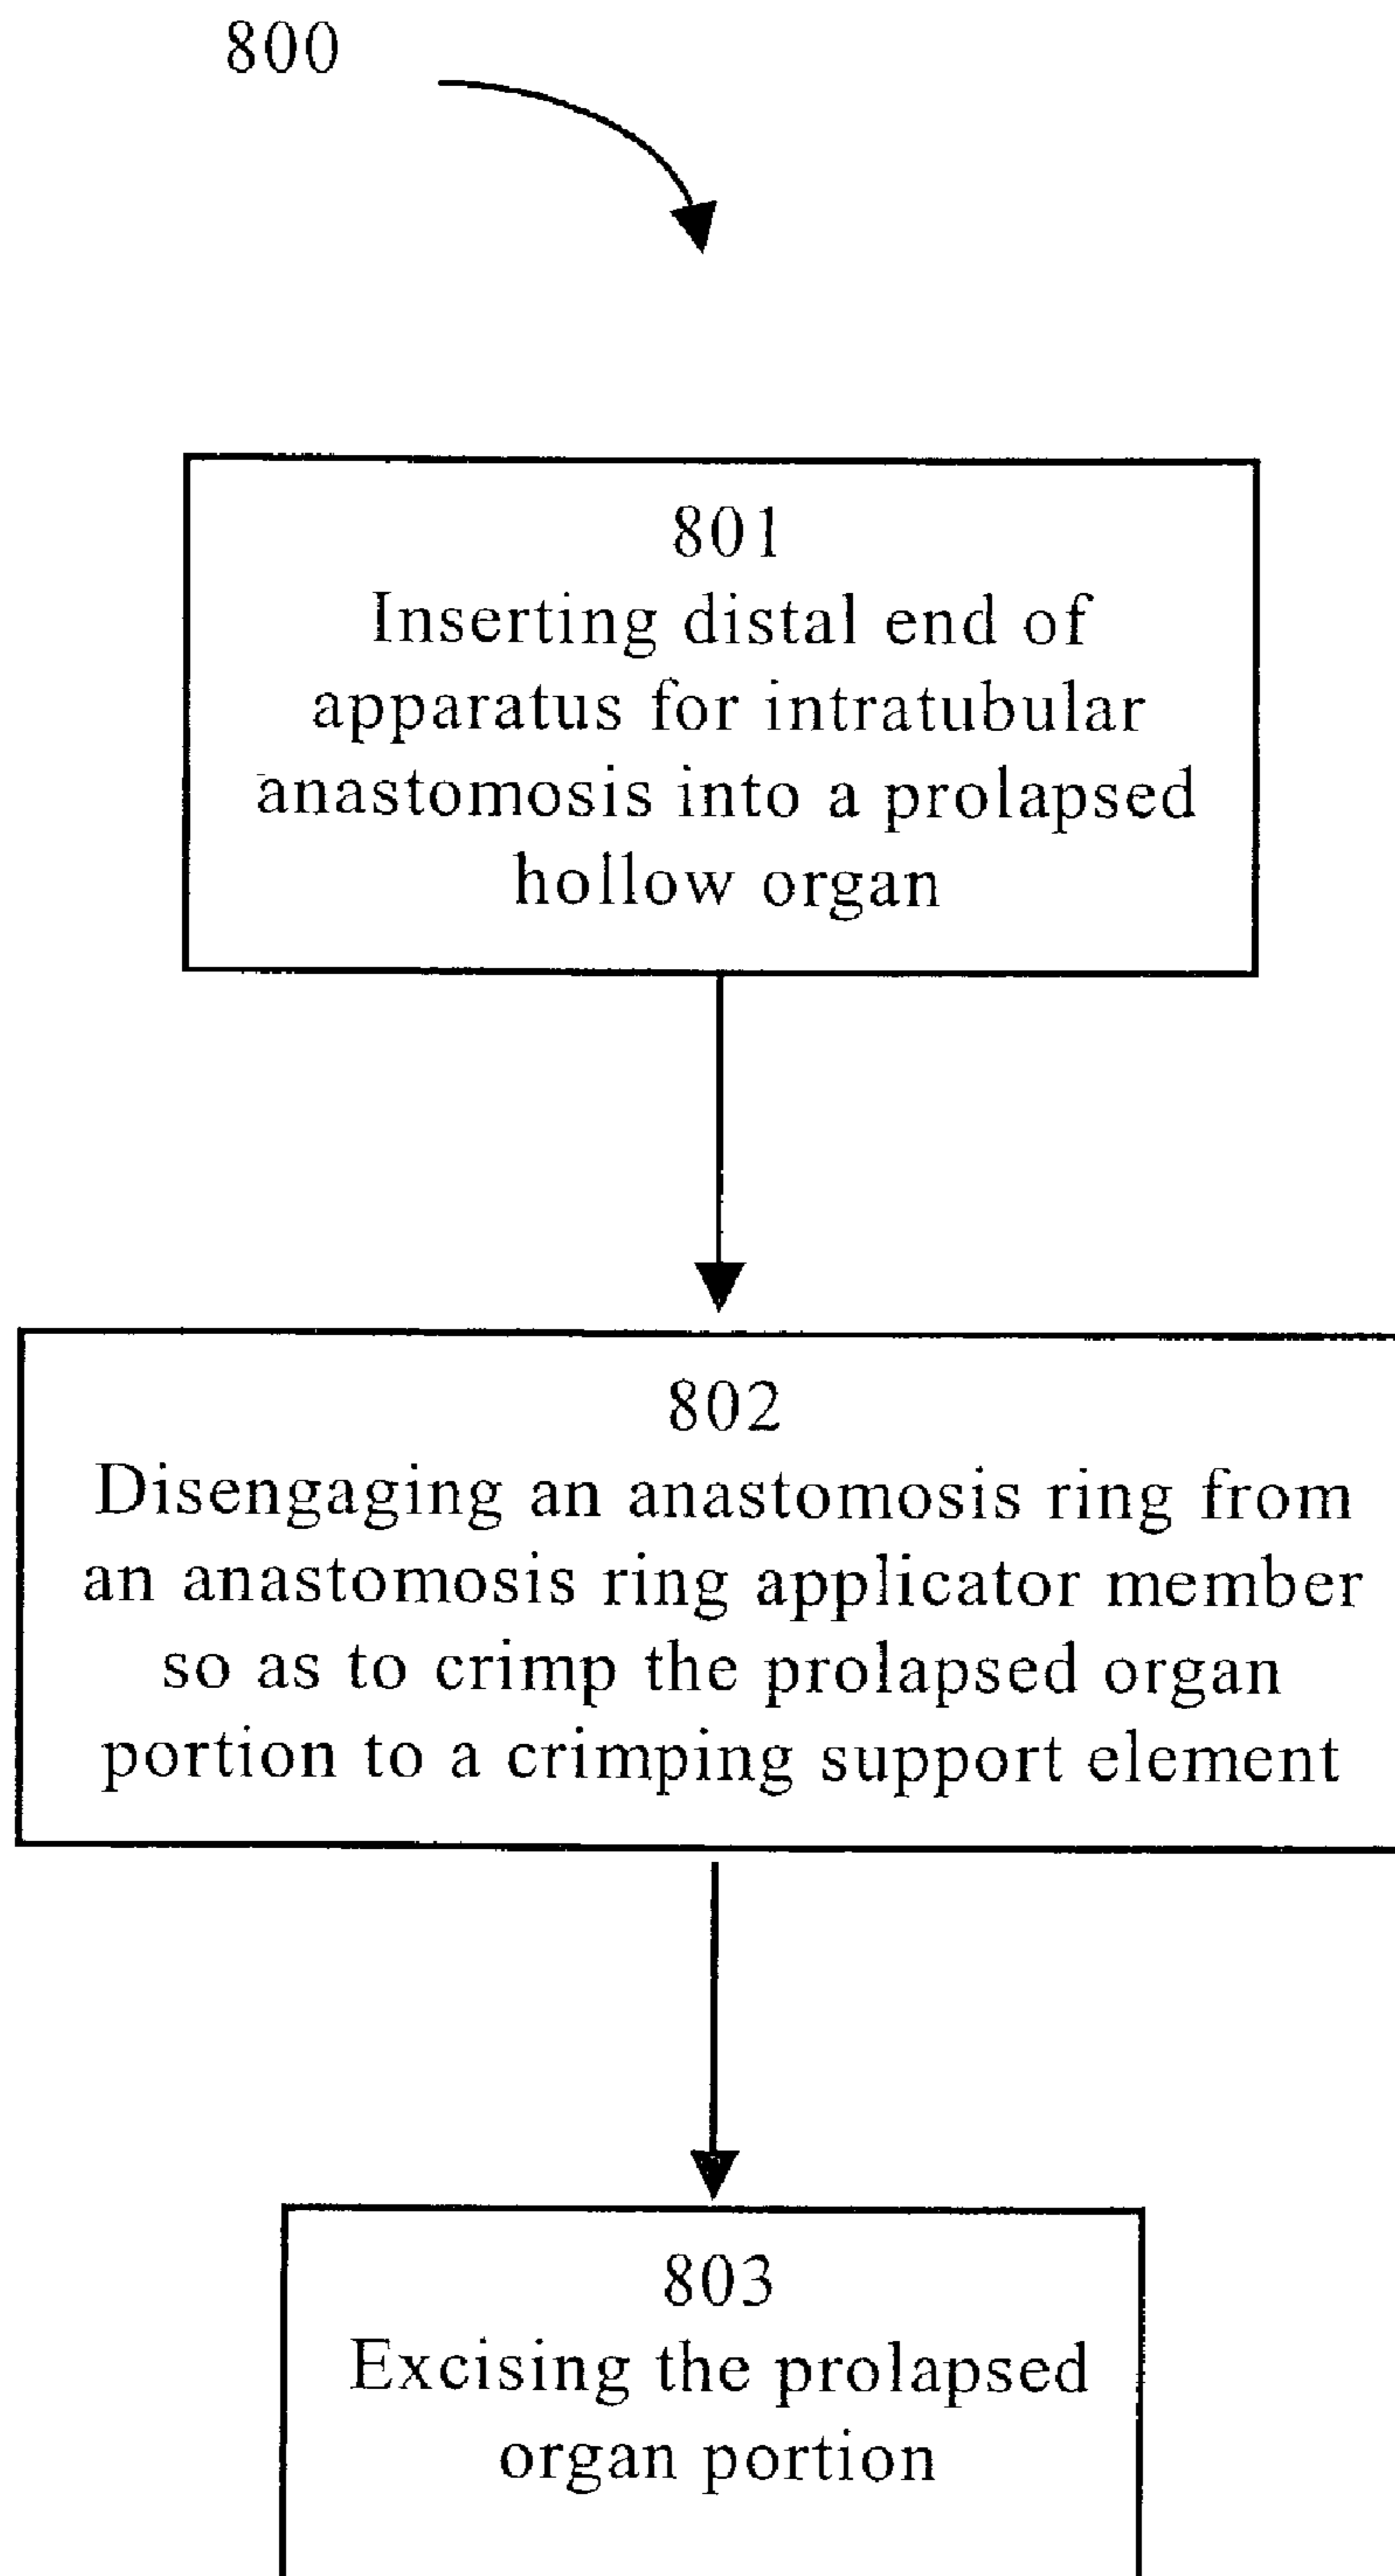 800
801
Inserting distal end of
apparatus for intratubular
anastomosis into a prolapsed
hollow organ
802
Disengaging an anastomosis ring from
an anastomosis ring applicator member
so as to crimp the prolapsed organ
portion to a crimping support element
803
Excising the prolapsed
organ portion